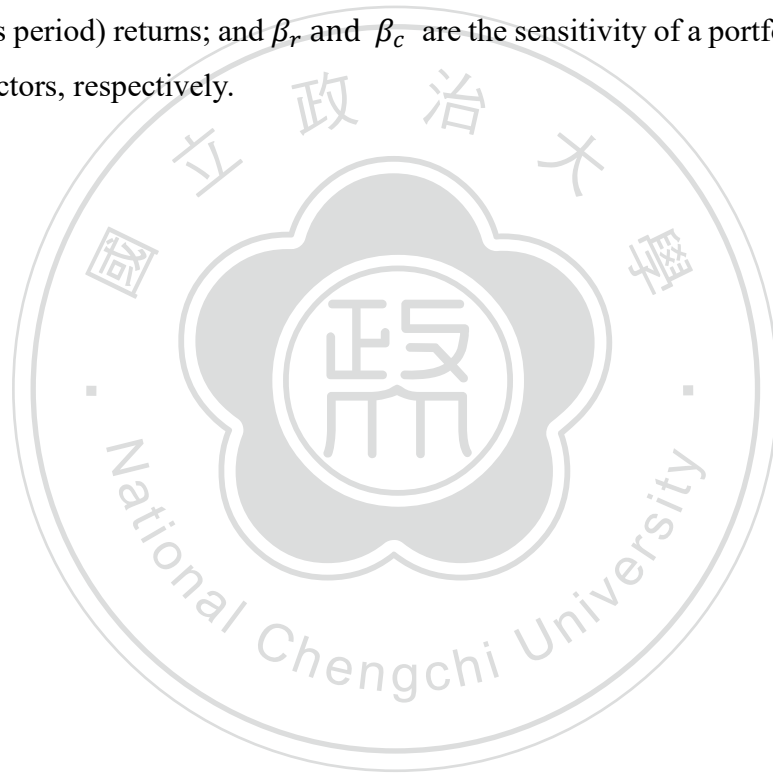 s period) returns; and βr and βc are the sensitivity of a portfo
ctors, respectively.
國立政治大學
政
National Chengchi University